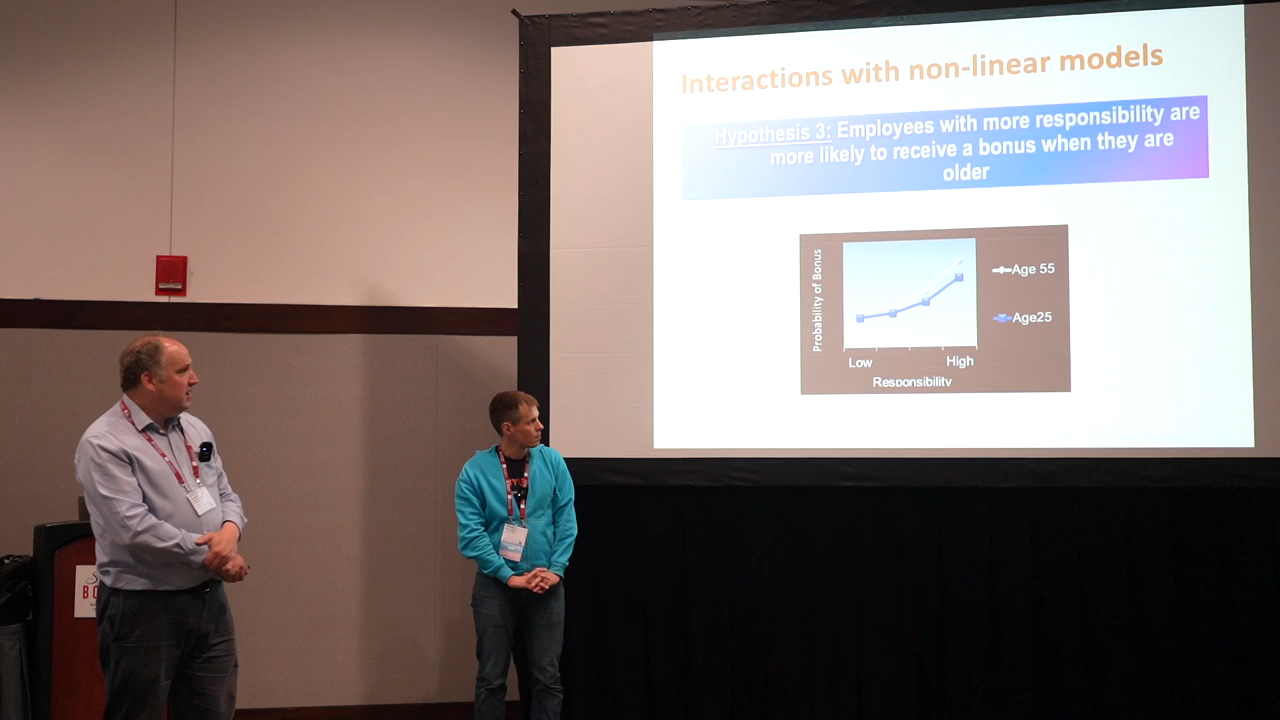 Interactions with non-linear models
Hypothesis 3: Employees with more responsibility are
more likely to receive a bonus when they are
older
Probability of Bonus
Age 55
Age25
Low
High
Responsibility